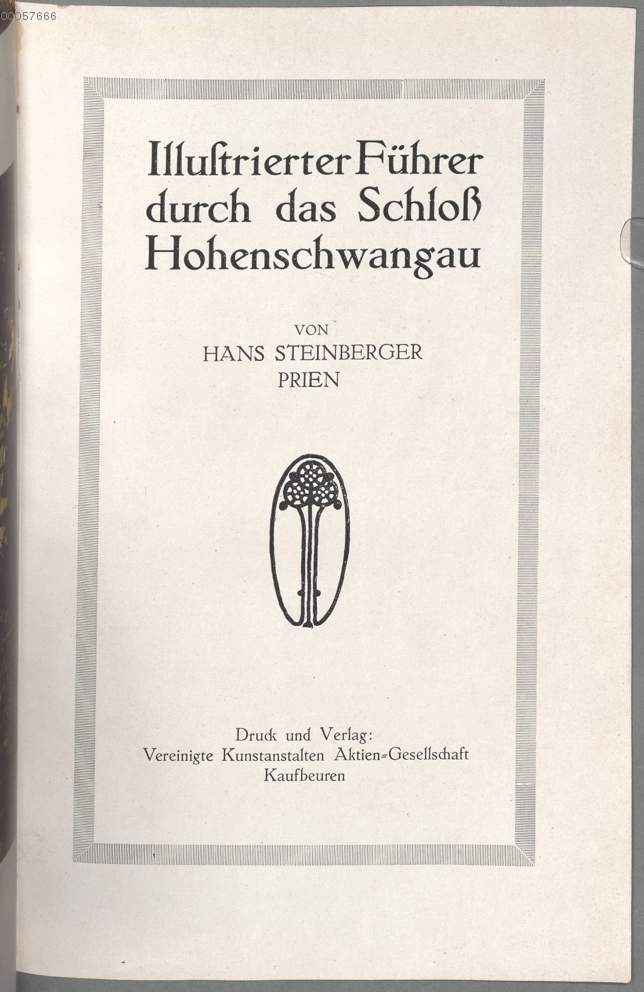 00057666
Illuſtrierter Führer
durch das Schloß
Hohenschwangau
VON
HANS STEINBERGER
PRIEN
Druck und Verlag:
Vereinigte Kunstanstalten Aktien=Gesellschaft
Kaufbeuren